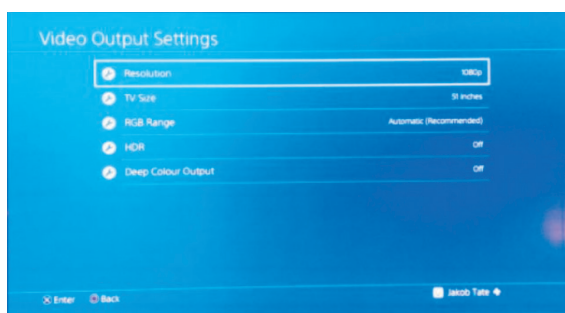 Video Output Settings
Resolution 1080p
TV Size 51 inches
RGB Range Automatic (Recommended)
HDR Off
Deep Colour Output Off
Enter Back Jakob Tate